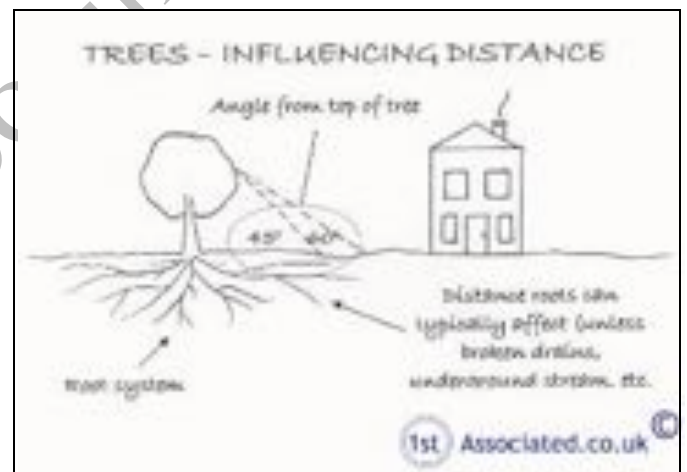 TREES – INFLUENCING DISTANCE
Angle from top of tree
45° 60°
Distance roots can
typically affect (unless
broken drains,
underground stream. etc.
Root system
1st Associated.co.uk ©